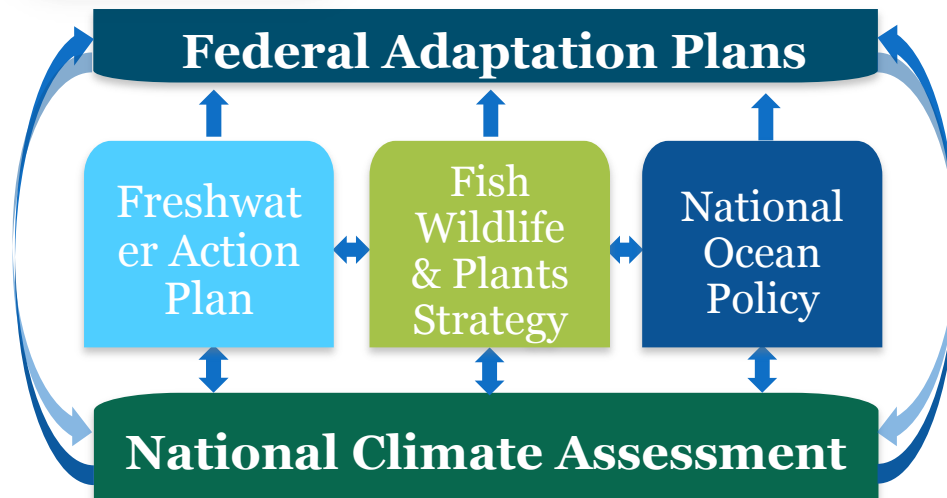 Federal Adaptation Plans
Freshwat
er Action
Plan
Fish
Wildlife
& Plants
Strategy
National
Ocean
Policy
National Climate Assessment